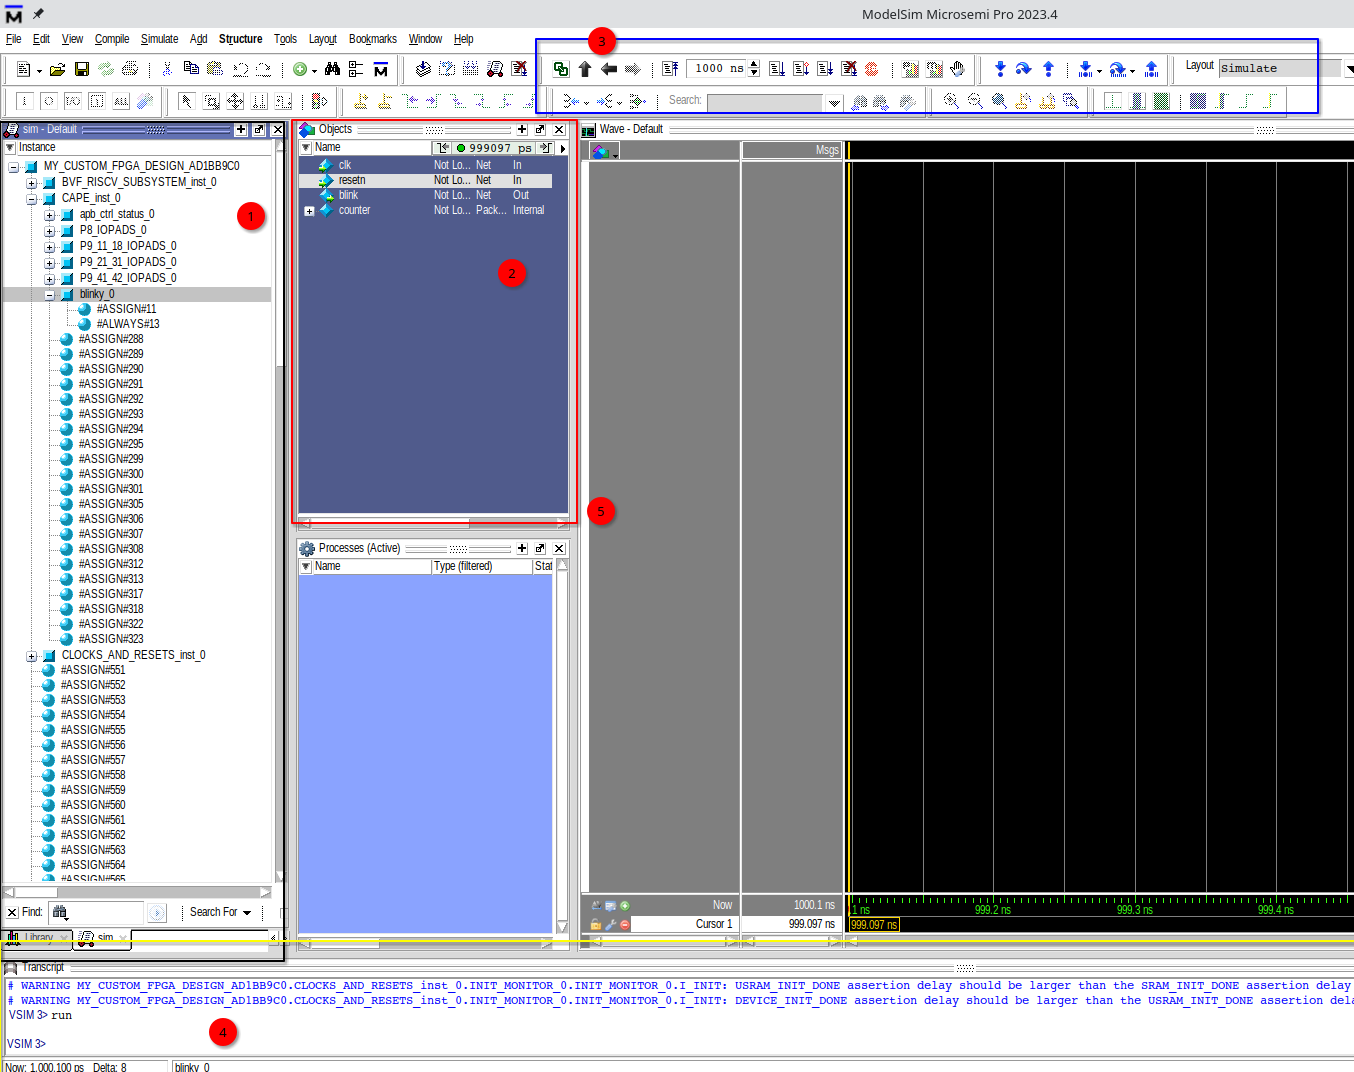 ModelSim Microsemi Pro 2023.4
File Edit View Compile Simulate Add Structure Tools Layout Bookmarks Window Help
3
1000 ns
Layout Simulate
Search:
sim - Default
Instance
MY_CUSTOM_FPGA_DESIGN_AD1BB9C0
BVF_RISCV_SUBSYSTEM_inst_0
CAPE_inst_0
apb_ctrl_status_0
P8_IOPADS_0
P9_11_18_IOPADS_0
P9_21_31_IOPADS_0
P9_41_42_IOPADS_0
blinky_0
#ASSIGN#11
#ALWAYS#13
#ASSIGN#288
#ASSIGN#289
#ASSIGN#290
#ASSIGN#291
#ASSIGN#292
#ASSIGN#293
#ASSIGN#294
#ASSIGN#295
#ASSIGN#299
#ASSIGN#300
#ASSIGN#301
#ASSIGN#305
#ASSIGN#306
#ASSIGN#307
#ASSIGN#308
#ASSIGN#312
#ASSIGN#313
#ASSIGN#317
#ASSIGN#318
#ASSIGN#322
#ASSIGN#323
CLOCKS_AND_RESETS_inst_0
#ASSIGN#551
#ASSIGN#552
#ASSIGN#553
#ASSIGN#554
#ASSIGN#555
#ASSIGN#556
#ASSIGN#557
#ASSIGN#558
#ASSIGN#559
#ASSIGN#560
#ASSIGN#561
#ASSIGN#562
#ASSIGN#563
#ASSIGN#564
#ASSIGN#565
1
Find:
Search For
Library sim
Objects
Name 999097 ps
clk Not Lo... Net In
resetn Not Lo... Net In
blink Not Lo... Net Out
counter Not Lo... Pack... Internal
2
Processes (Active)
Name Type (filtered) Stat
5
Wave - Default
Msgs
Now 1000.1 ns
Cursor 1 999.097 ns
1 ns 999.2 ns 999.3 ns 999.4 ns
999.097 ns
Transcript
# WARNING MY_CUSTOM_FPGA_DESIGN_AD1BB9C0.CLOCKS_AND_RESETS_inst_0.INIT_MONITOR_0.INIT_MONITOR_0.I_INIT: USRAM_INIT_DONE assertion delay should be larger than the SRAM_INIT_DONE assertion delay
# WARNING MY_CUSTOM_FPGA_DESIGN_AD1BB9C0.CLOCKS_AND_RESETS_inst_0.INIT_MONITOR_0.INIT_MONITOR_0.I_INIT: DEVICE_INIT_DONE assertion delay should be larger than the USRAM_INIT_DONE assertion dela
VSIM 3> run
4
VSIM 3>
Now: 1,000,100 ps Delta: 8 blinky_0